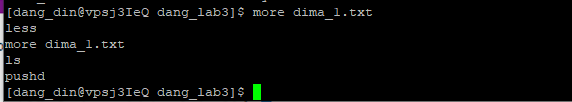 [dang_din@vpsj3IeQ dang_lab3]$ more dima_1.txt
less
more dima_1.txt
ls
pushd
[dang_din@vpsj3IeQ dang_lab3]$